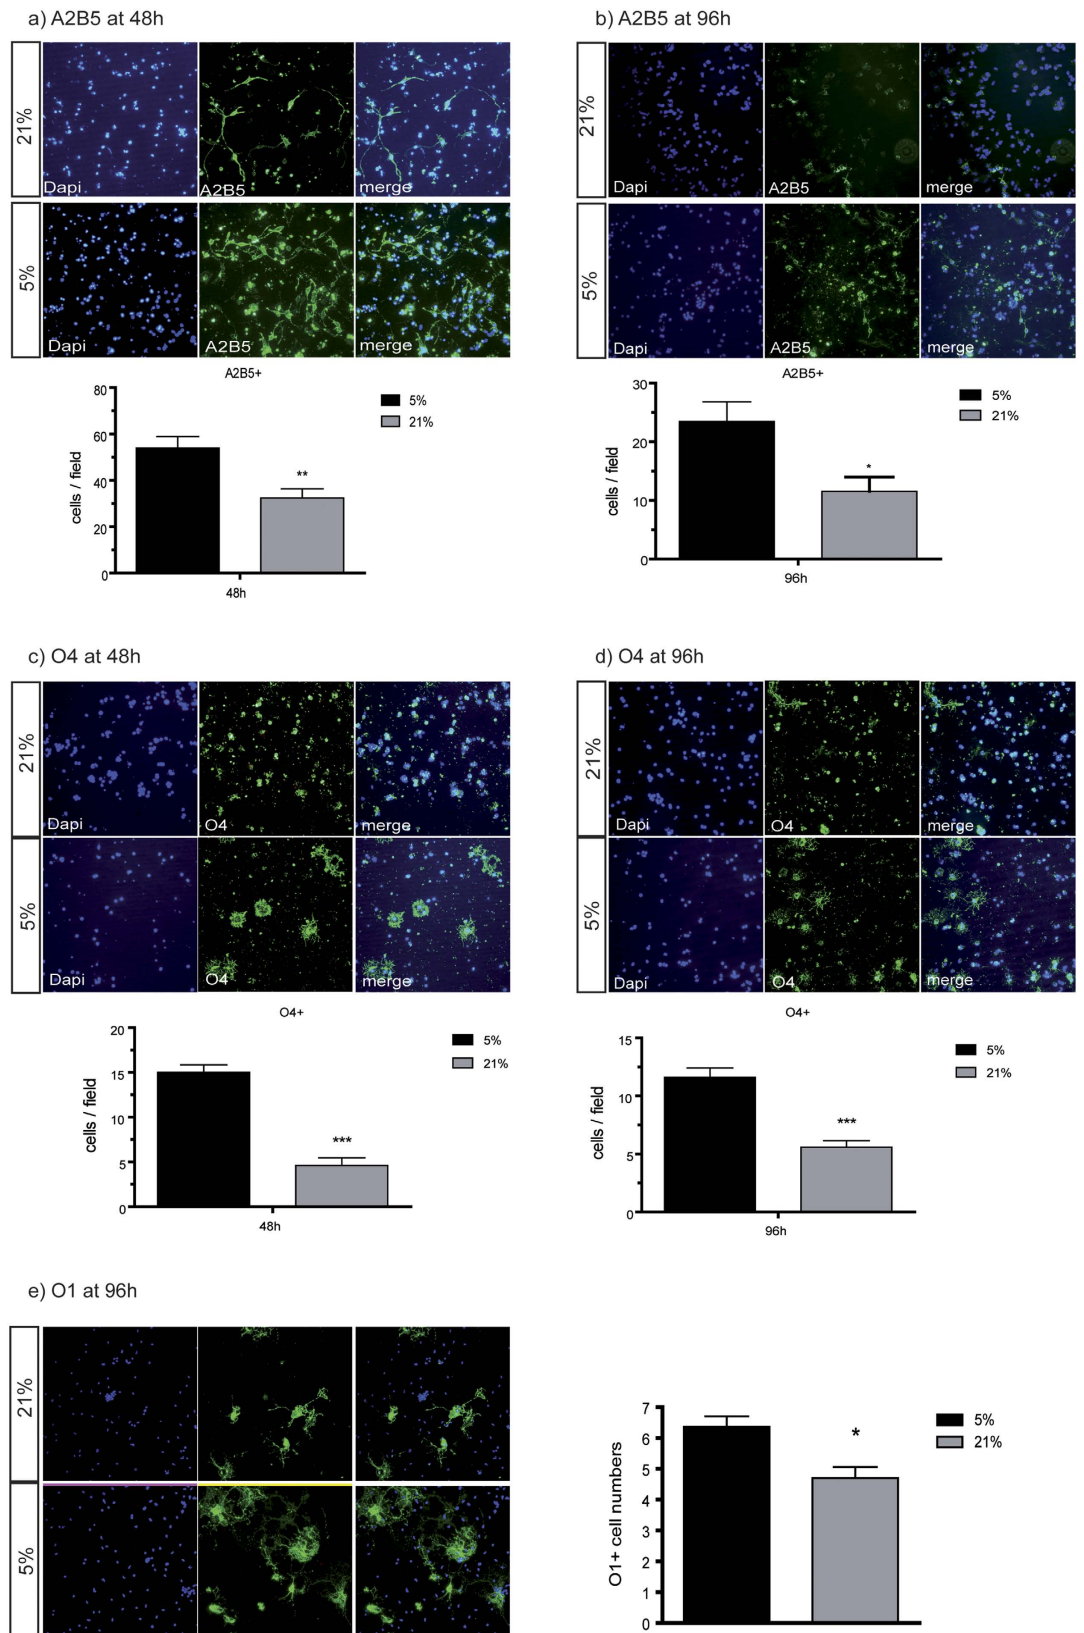 a) A2B5 at 48h
21%
Dapi
A2B5
merge
5%
Dapi
A2B5
merge
A2B5+
80
60
40
20
0
cells / field
**
48h
5%
21%
b) A2B5 at 96h
21%
Dapi
A2B5
merge
5%
Dapi
A2B5
merge
A2B5+
30
20
10
0
cells / field
*
96h
5%
21%
c) O4 at 48h
21%
Dapi
O4
merge
5%
Dapi
O4
merge
O4+
20
15
10
5
0
cells / field
***
48h
5%
21%
d) O4 at 96h
21%
Dapi
O4
merge
5%
Dapi
O4
merge
O4+
15
10
5
0
cells / field
***
96h
5%
21%
e) O1 at 96h
21%
5%
7
6
5
4
3
2
1
0
O1+ cell numbers
*
5%
21%